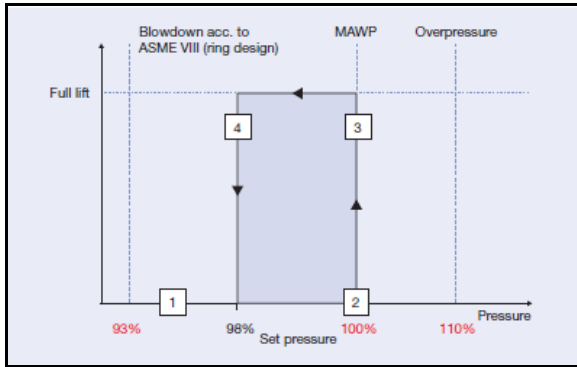 Blowdown acc. to
ASME VIII (ring design)
MAWP
Overpressure
Full lift
4
3
1
2
Pressure
93%
98%
100%
110%
Set pressure